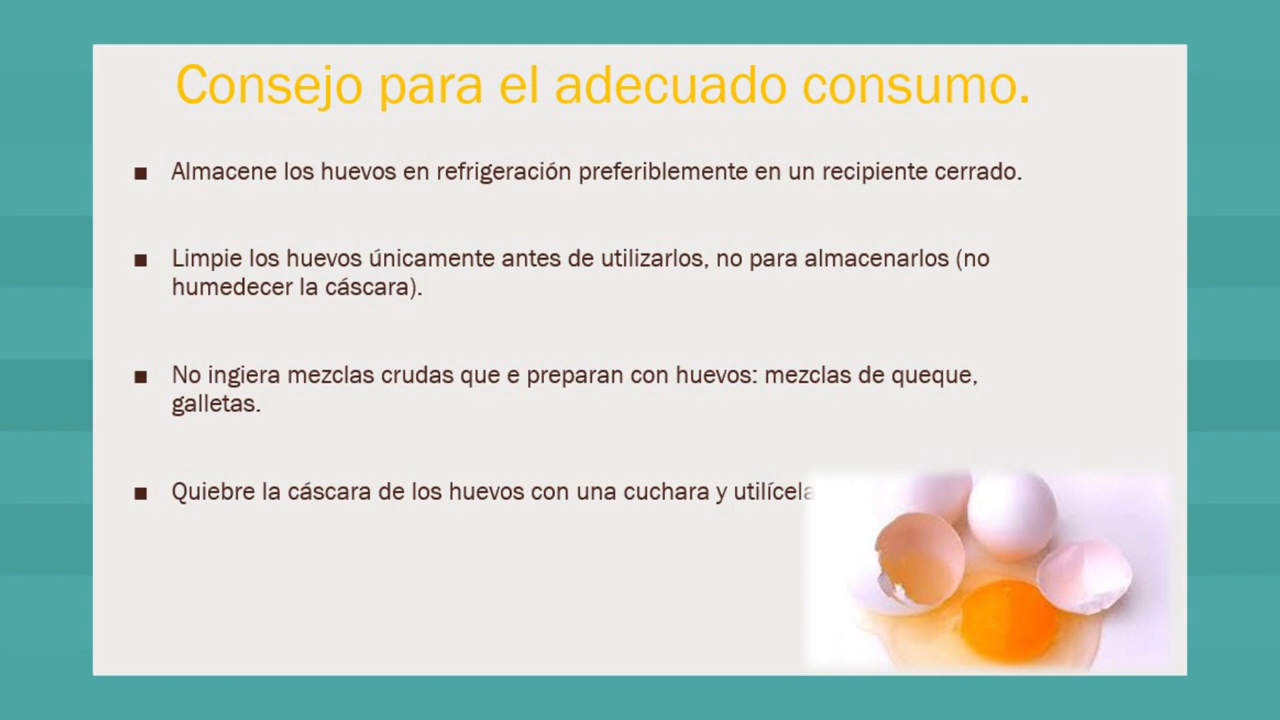 Consejo para el adecuado consumo.
■ Almacene los huevos en refrigeración preferiblemente en un recipiente cerrado.
■ Limpie los huevos únicamente antes de utilizarlos, no para almacenarlos (no
humedecer la cáscara).
■ No ingiera mezclas crudas que e preparan con huevos: mezclas de queque,
galletas.
■ Quiebre la cáscara de los huevos con una cuchara y utilícela